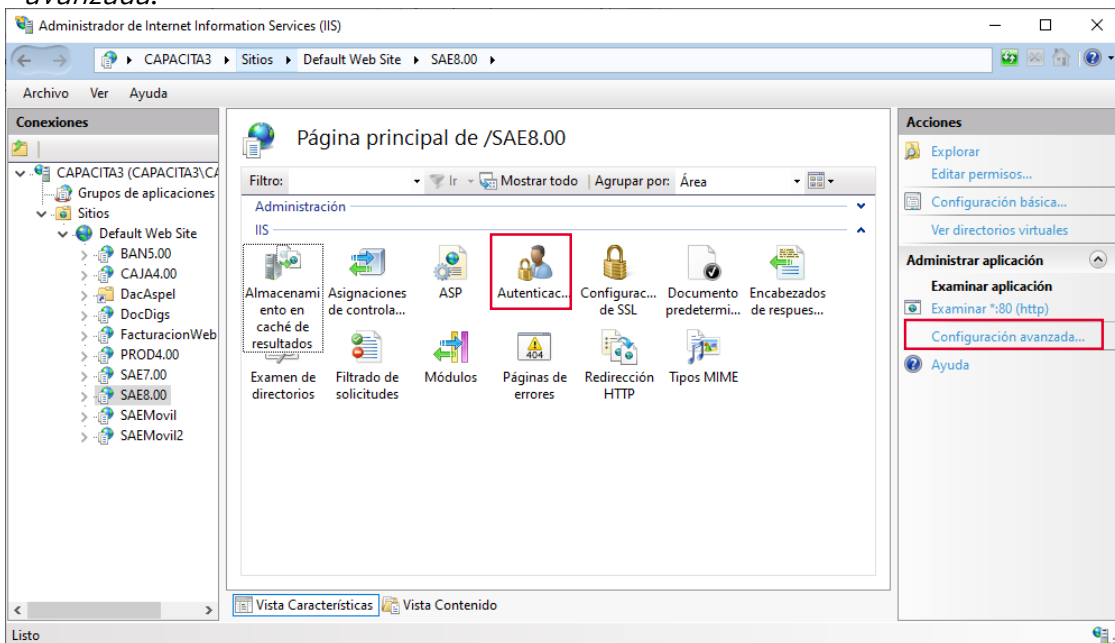 avanzada.
Administrador de Internet Information Services (IIS)
CAPACITA3 Sitios Default Web Site SAE8.00
Archivo Ver Ayuda
Conexiones
CAPACITA3 (CAPACITA3\CA
Grupos de aplicaciones
Sitios
Default Web Site
BAN5.00
CAJA4.00
DacAspel
DocDigs
FacturacionWeb
PROD4.00
SAE7.00
SAE8.00
SAEMovil
SAEMovil2
Página principal de /SAE8.00
Filtro: Ir Mostrar todo Agrupar por: Área
Administración
IIS
Almacenami
ento en
caché de
resultados
Asignaciones
de controla...
ASP
Autenticac...
Configurac...
de SSL
Documento
predetermi...
Encabezados
de respues...
Examen de
directorios
Filtrado de
solicitudes
Módulos
404
Páginas de
errores
Redirección
HTTP
Tipos MIME
Vista Características Vista Contenido
Acciones
Explorar
Editar permisos...
Configuración básica...
Ver directorios virtuales
Administrar aplicación
Examinar aplicación
Examinar *:80 (http)
Configuración avanzada...
Ayuda
Listo